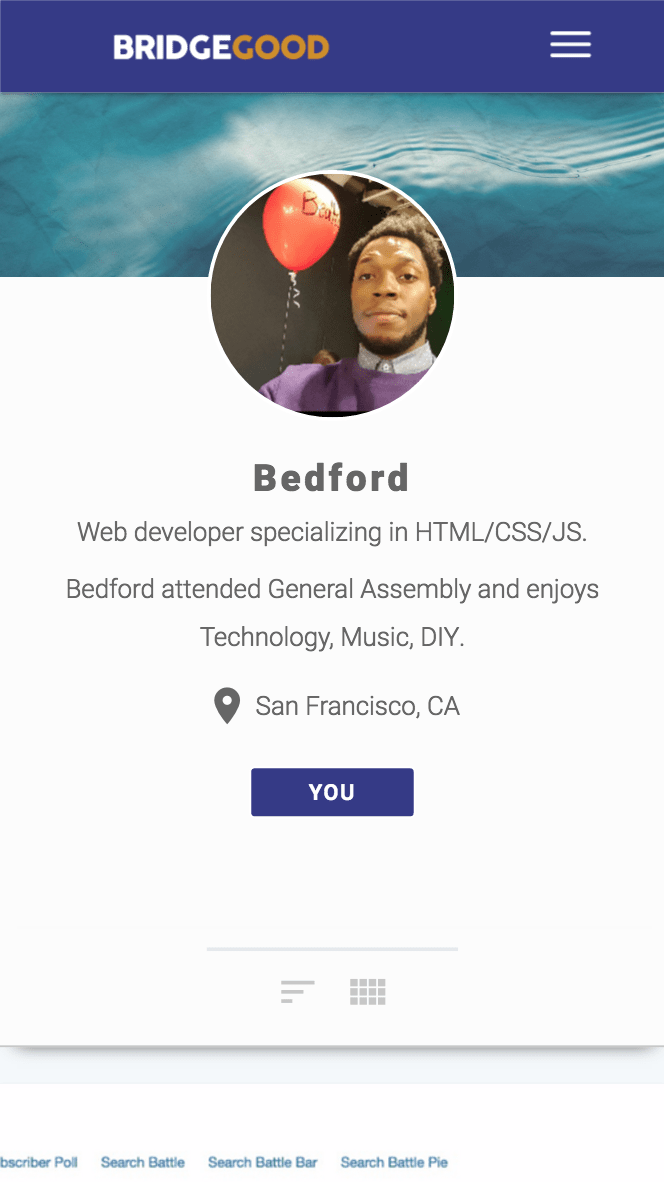 BRIDGEGOOD
Bedford
Web developer specializing in HTML/CSS/JS.
Bedford attended General Assembly and enjoys
Technology, Music, DIY.
San Francisco, CA
YOU
bscriber Poll Search Battle Search Battle Bar Search Battle Pie